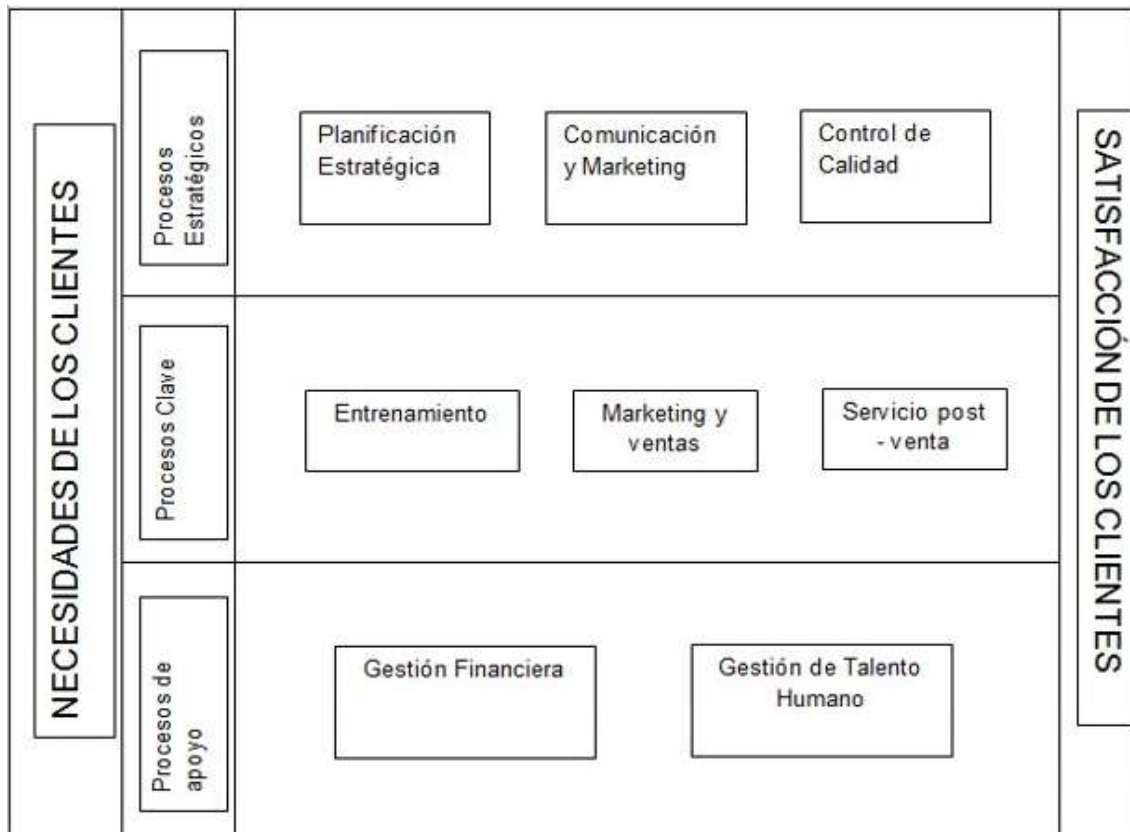 NECESIDADES DE LOS CLIENTES
Procesos
Estratégicos
Planificación
Estratégica
Comunicación
y Marketing
Control de
Calidad
Procesos Clave
Entrenamiento
Marketing y
ventas
Servicio post
- venta
Procesos de
apoyo
Gestión Financiera
Gestión de Talento
Humano
SATISFACCIÓN DE LOS CLIENTES